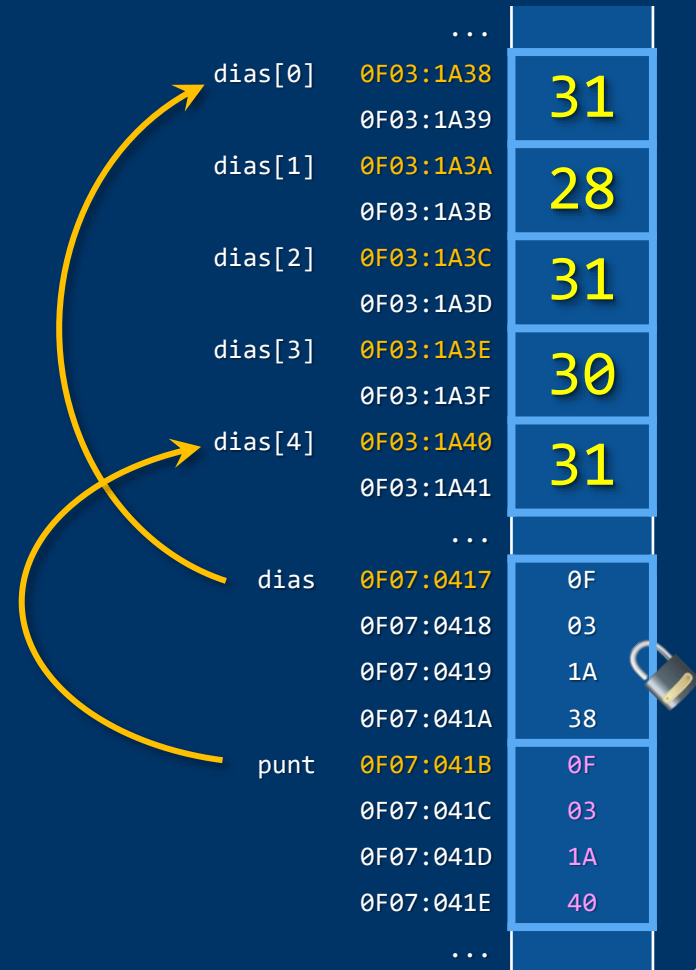 ...
dias[0] 0F03:1A38 31
0F03:1A39
dias[1] 0F03:1A3A 28
0F03:1A3B
dias[2] 0F03:1A3C 31
0F03:1A3D
dias[3] 0F03:1A3E 30
0F03:1A3F
dias[4] 0F03:1A40 31
0F03:1A41
...
dias 0F07:0417 0F
0F07:0418 03
0F07:0419 1A
0F07:041A 38
punt 0F07:041B 0F
0F07:041C 03
0F07:041D 1A
0F07:041E 40
...